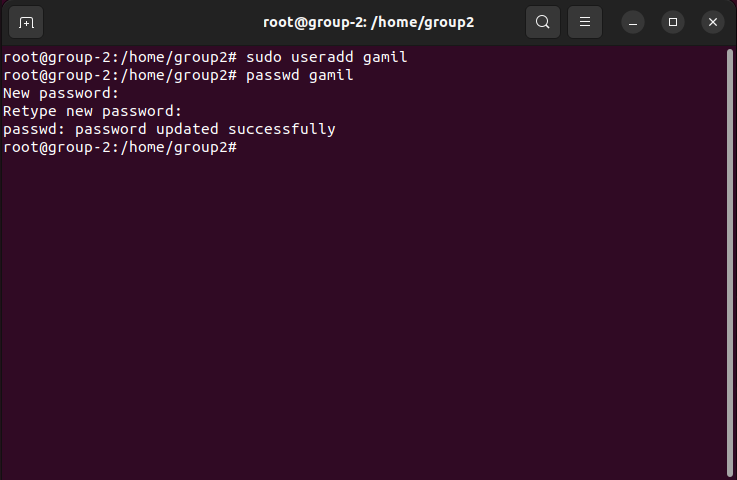 root@group-2: /home/group2
root@group-2:/home/group2# sudo useradd gamil
root@group-2:/home/group2# passwd gamil
New password:
Retype new password:
passwd: password updated successfully
root@group-2:/home/group2#